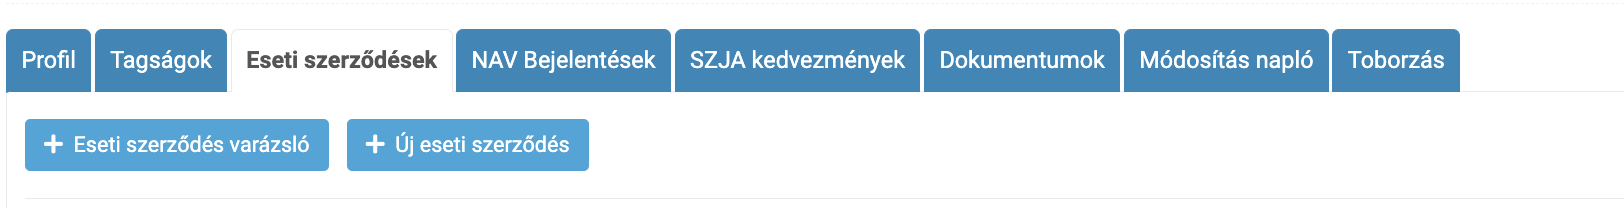 Profil Tagságok Eseti szerződések NAV Bejelentések SZJA kedvezmények Dokumentumok Módosítás napló Toborzás
+ Eseti szerződés varázsló + Új eseti szerződés